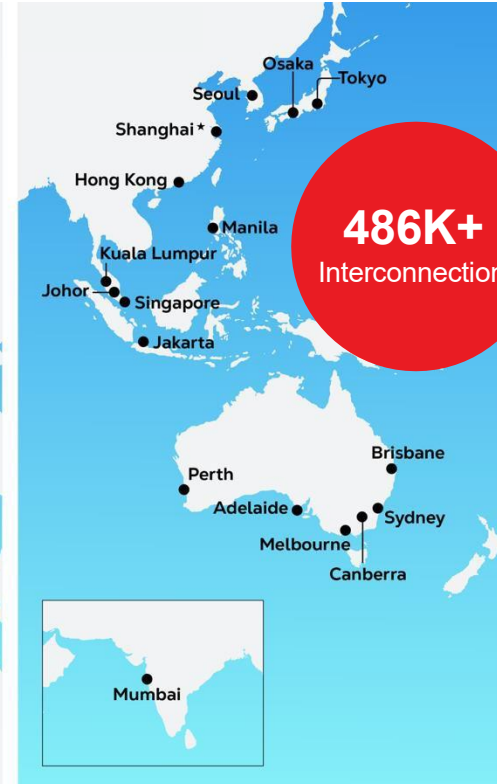 Osaka
Tokyo
Seoul
Shanghai★
Hong Kong
486K+
Interconnection
Manila
Kuala Lumpur
Johor
Singapore
Jakarta
Brisbane
Perth
Adelaide
Sydney
Melbourne
Canberra
Mumbai